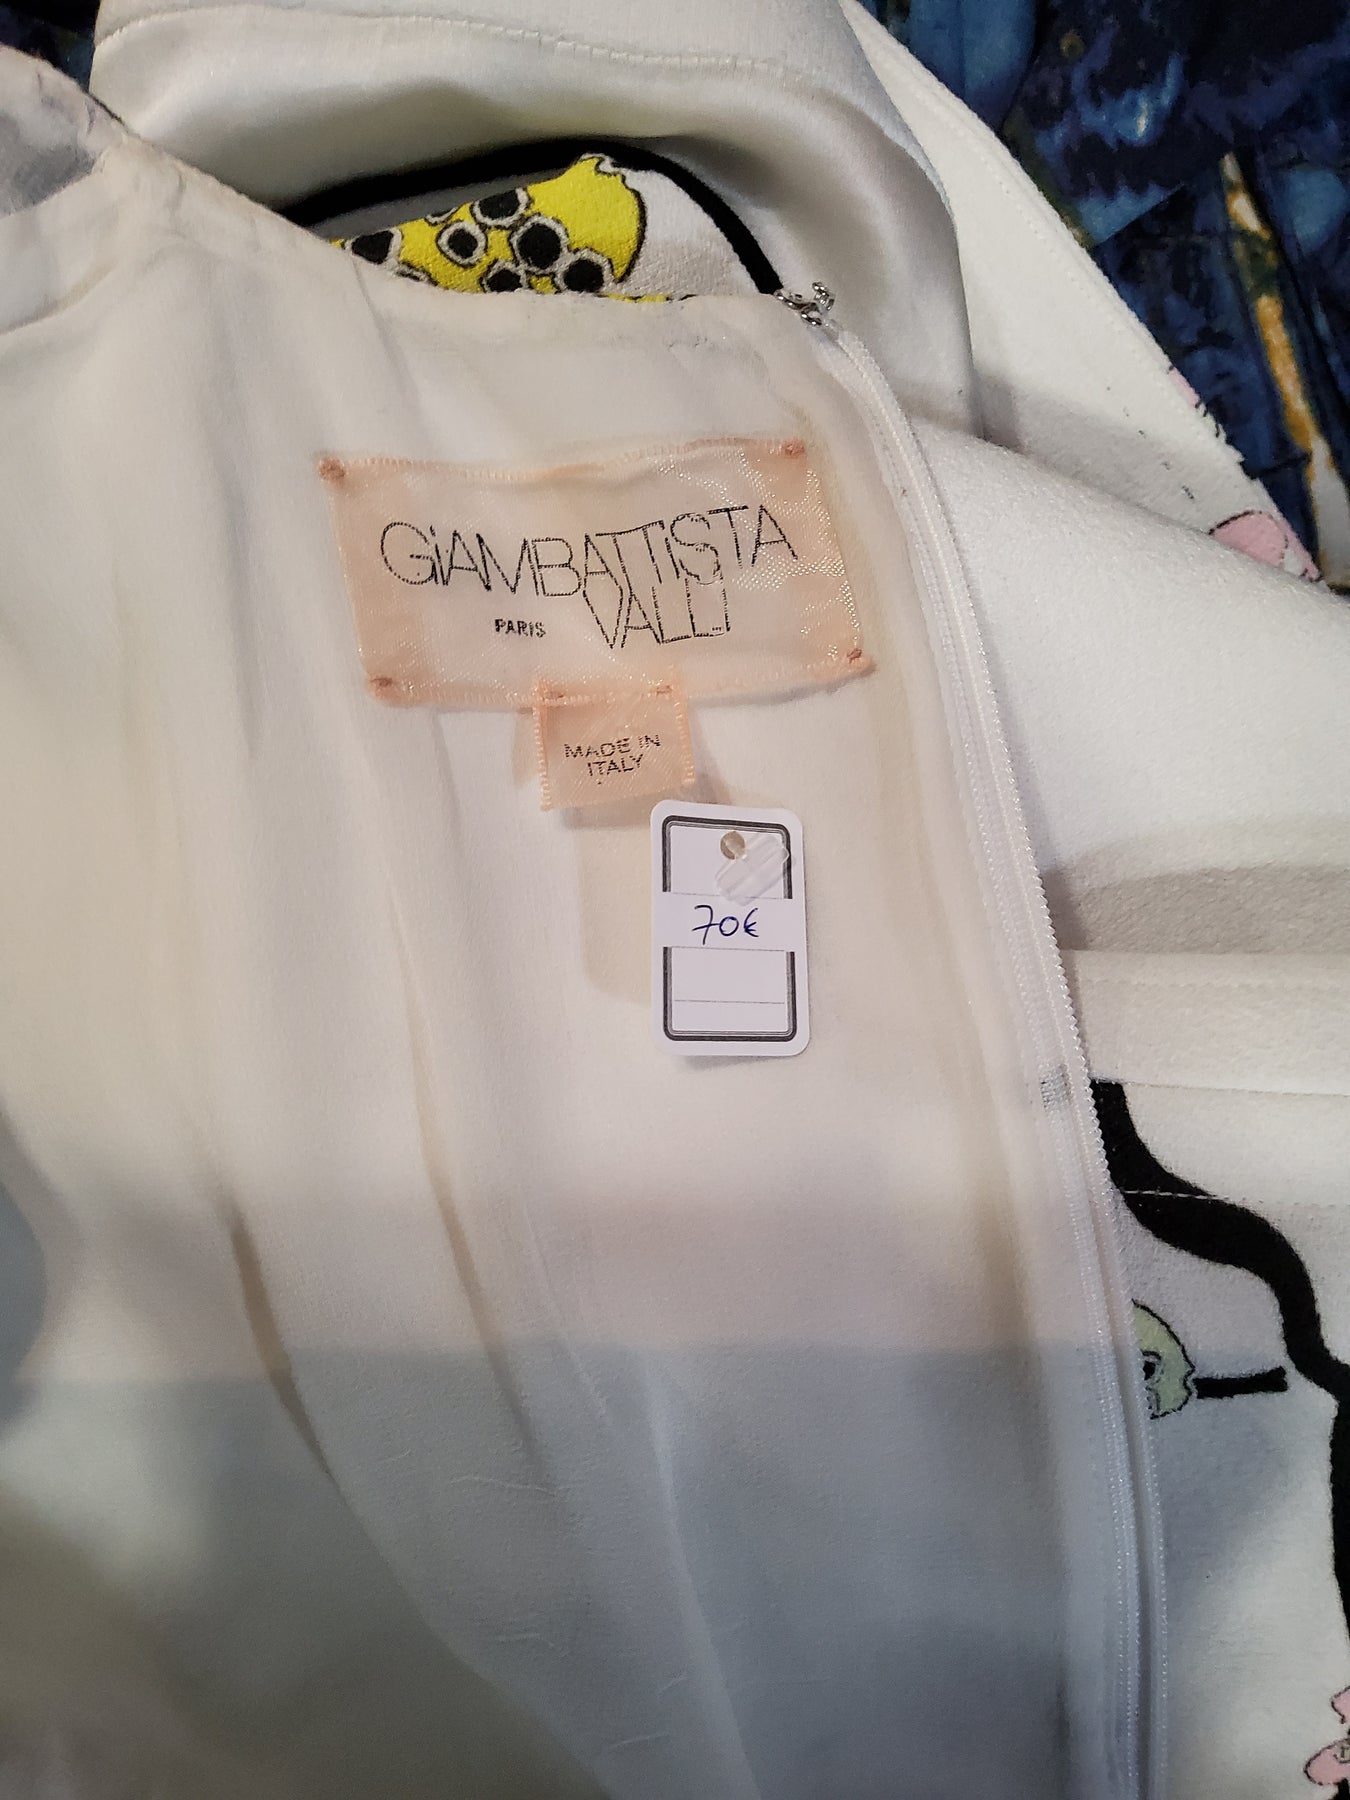 GiAMBATTiSTA
VALLI
PARIS
MADE IN
ITALY
70€